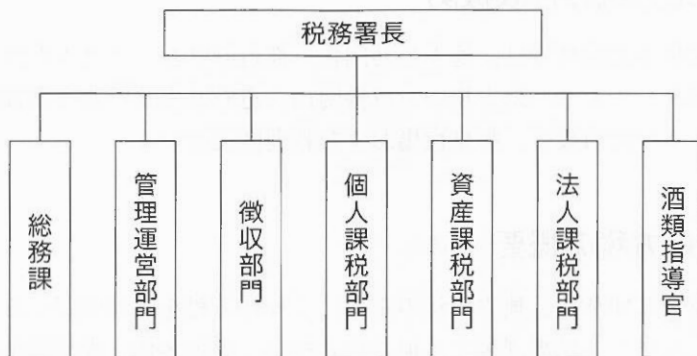 税務署長
総務課
管理運営部門
徴収部門
個人課税部門
資産課税部門
法人課税部門
酒類指導官